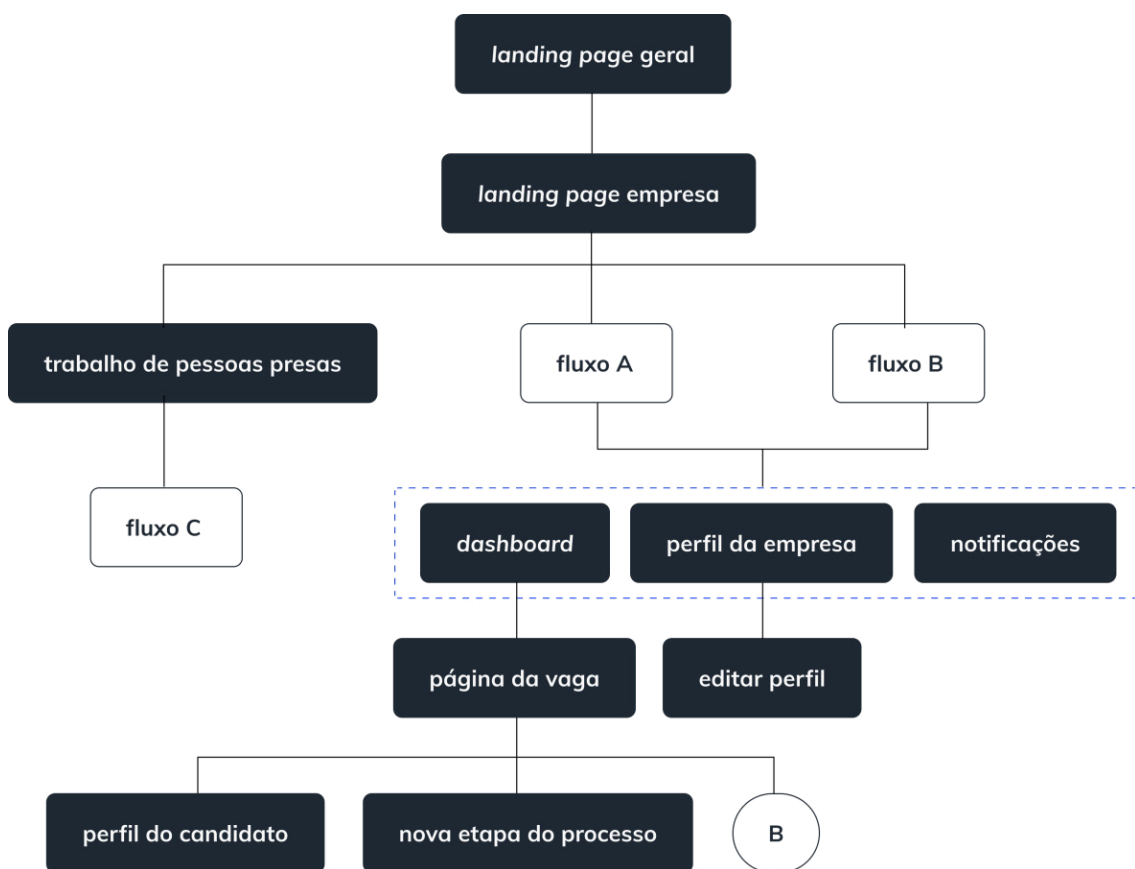 landing page geral
landing page empresa
trabalho de pessoas presas
fluxo A
fluxo B
fluxo C
dashboard
perfil da empresa
notificações
página da vaga
editar perfil
perfil do candidato
nova etapa do processo
B